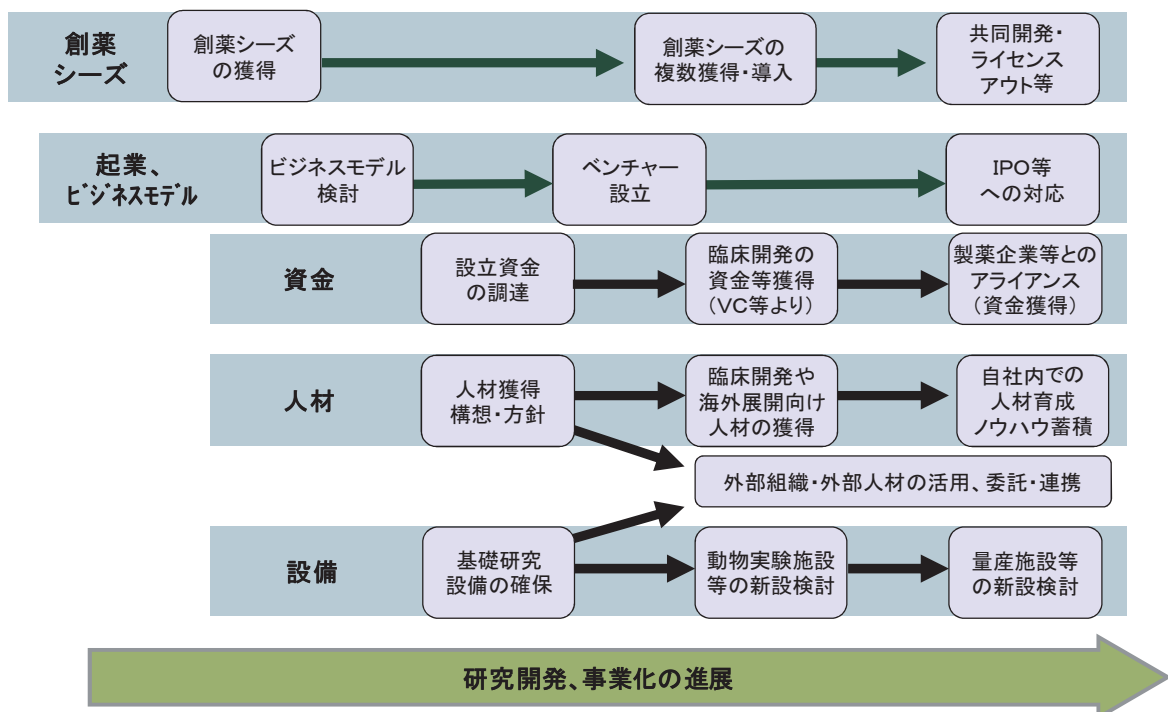 創薬
シーズ
創薬シーズ
の獲得
創薬シーズの
複数獲得・導入
共同開発・
ライセンス
アウト等
起業、
ビジネスモデル
ビジネスモデル
検討
ベンチャー
設立
IPO等
への対応
資金
設立資金
の調達
臨床開発の
資金等獲得
(VC等より)
製薬企業等との
アライアンス
(資金獲得)
人材
人材獲得
構想・方針
臨床開発や
海外展開向け
人材の獲得
自社内での
人材育成
ノウハウ蓄積
外部組織・外部人材の活用、委託・連携
設備
基礎研究
設備の確保
動物実験施設
等の新設検討
量産施設等
の新設検討
研究開発、事業化の進展